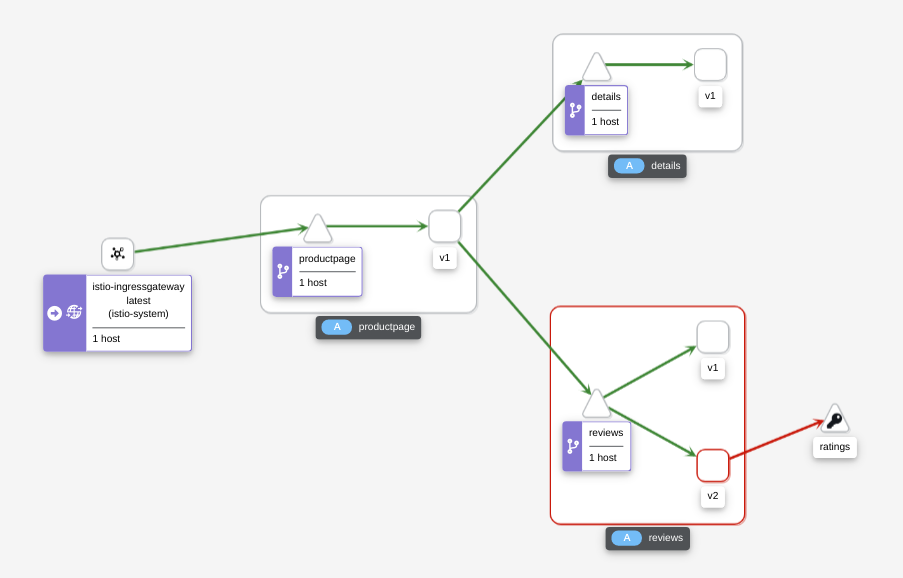 details
1 host
v1
A details
istio-ingressgateway
latest
(istio-system)
1 host
productpage
1 host
v1
A productpage
v1
reviews
1 host
v2
A reviews
ratings